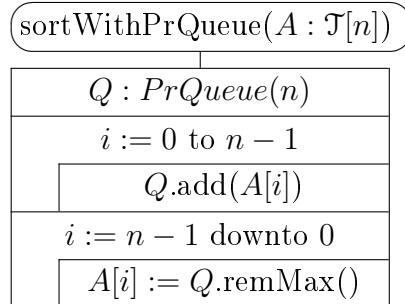 sortWithPrQueue(A : 𝒯[n])
Q : PrQueue(n)
i := 0 to n − 1
Q.add(A[i])
i := n − 1 downto 0
A[i] := Q.remMax()